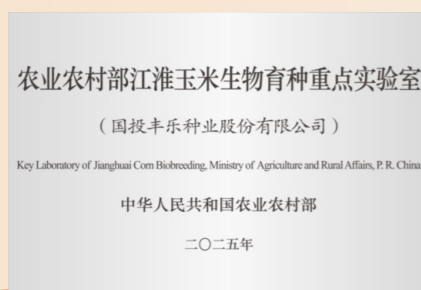 农业农村部江淮玉米生物育种重点实验室
（国投丰乐种业股份有限公司）
Key Laboratory of Jianghuai Corn Biobreeding, Ministry of Agriculture and Rural Affairs, P. R. China
中华人民共和国农业农村部
二〇二五年